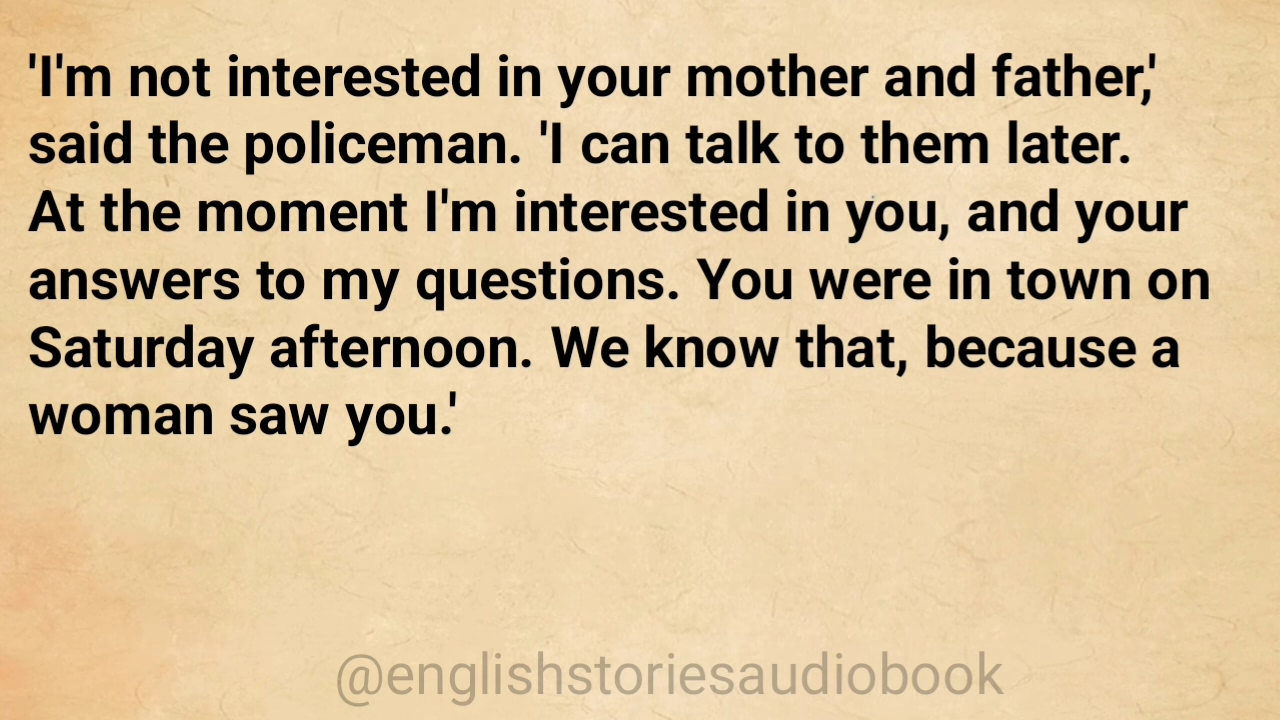 'I'm not interested in your mother and father,'
said the policeman. 'I can talk to them later.
At the moment I'm interested in you, and your
answers to my questions. You were in town on
Saturday afternoon. We know that, because a
woman saw you.'
@englishstoriesaudiobook